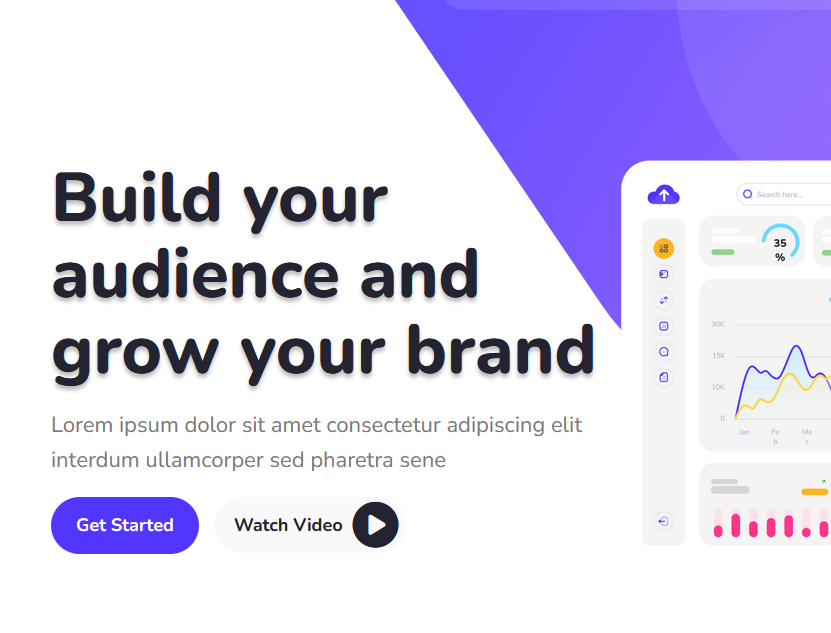 Build your
audience and
grow your brand
Lorem ipsum dolor sit amet consectetur adipiscing elit
interdum ullamcorper sed pharetra sene
Get Started
Watch Video
Search here...
35
%
30K
15K
10K
0
Jan
Fe
b
Ma
r